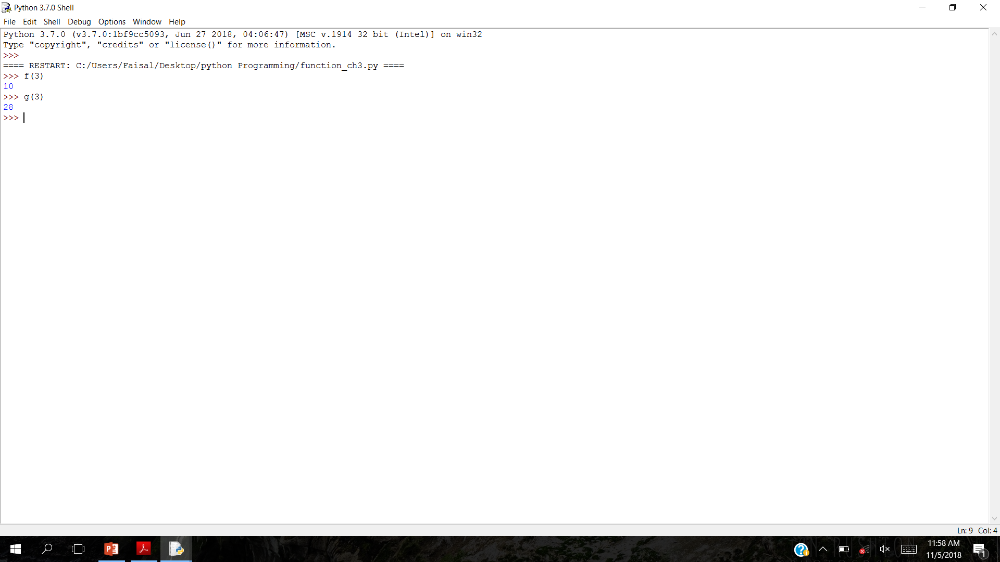 Python 3.7.0 Shell
File Edit Shell Debug Options Window Help
Python 3.7.0 (v3.7.0:1bf9cc5093, Jun 27 2018, 04:06:47) [MSC v.1914 32 bit (Intel)] on win32
Type "copyright", "credits" or "license()" for more information.
>>>
==== RESTART: C:/Users/Faisal/Desktop/python Programming/function_ch3.py ====
>>> f(3)
10
>>> g(3)
28
>>>
Ln: 9 Col: 4
11:58 AM
11/5/2018
1